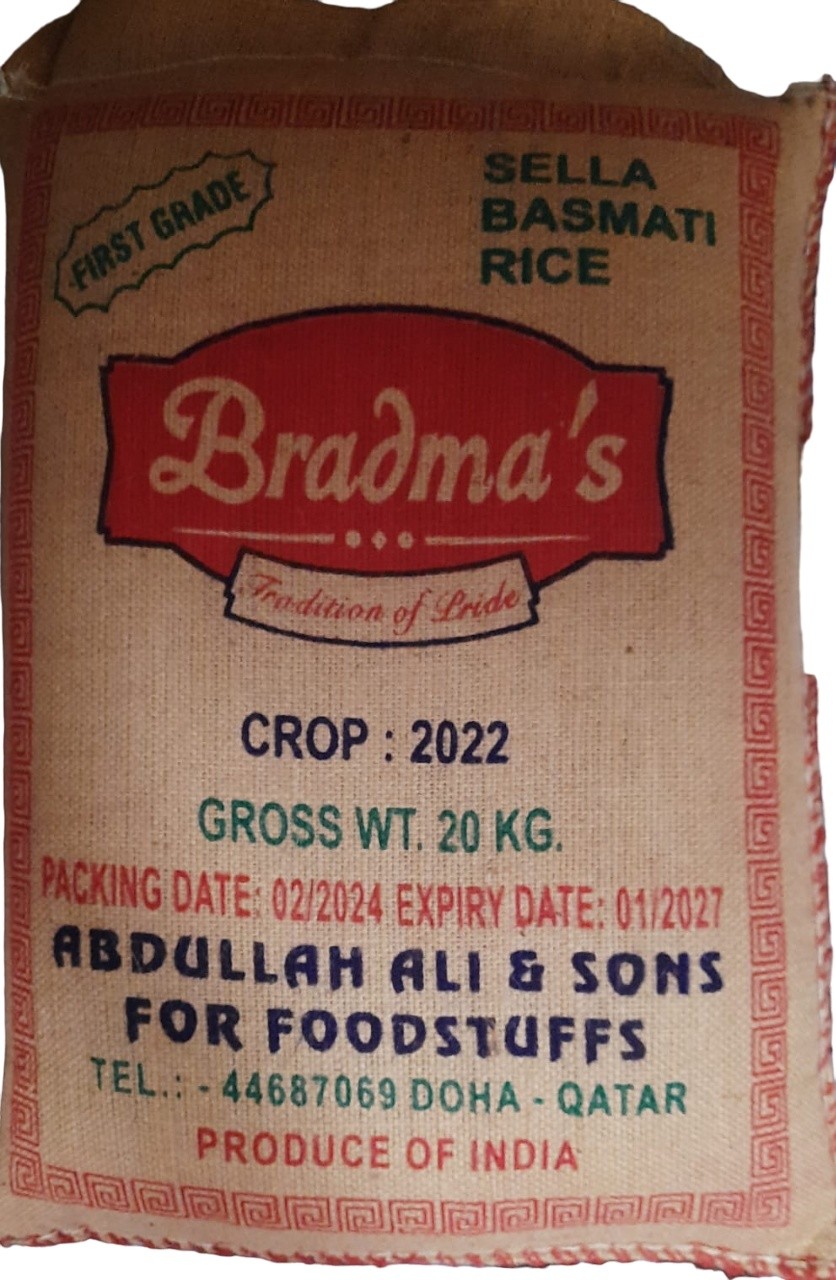 FIRST GRADE
SELLA
BASMATI
RICE
Bradma's
Tradition of Pride
CROP : 2022
GROSS WT. 20 KG.
PACKING DATE: 02/2024 EXPIRY DATE: 01/2027
ABDULLAH ALI & SONS
FOR FOODSTUFFS
TEL.: - 44687069 DOHA - QATAR
PRODUCE OF INDIA